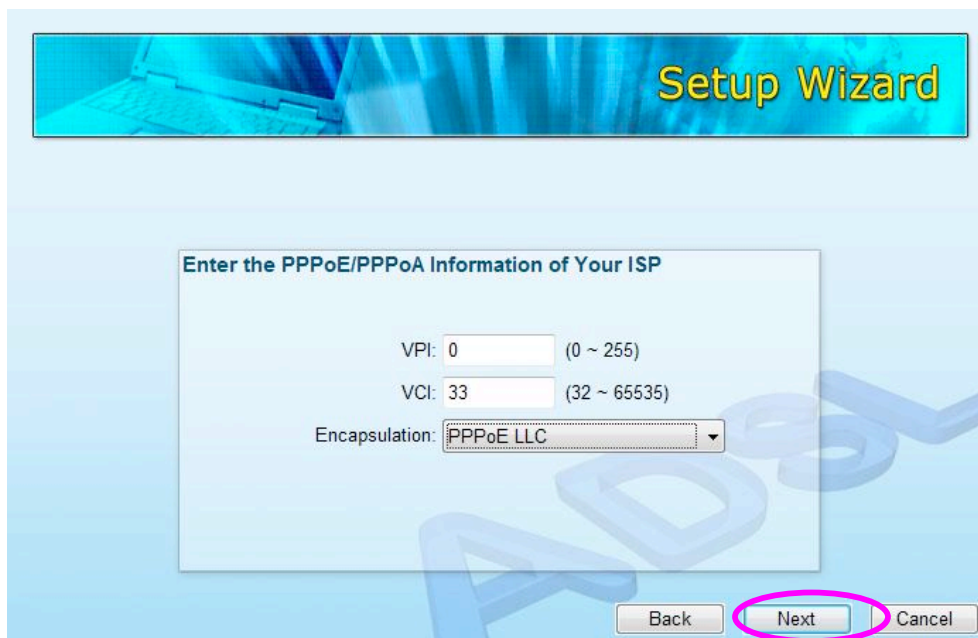 Setup Wizard
Enter the PPPoE/PPPoA Information of Your ISP
VPI: 0 (0 ~ 255)
VCI: 33 (32 ~ 65535)
Encapsulation: PPPoE LLC
ADSL
Back Next Cancel